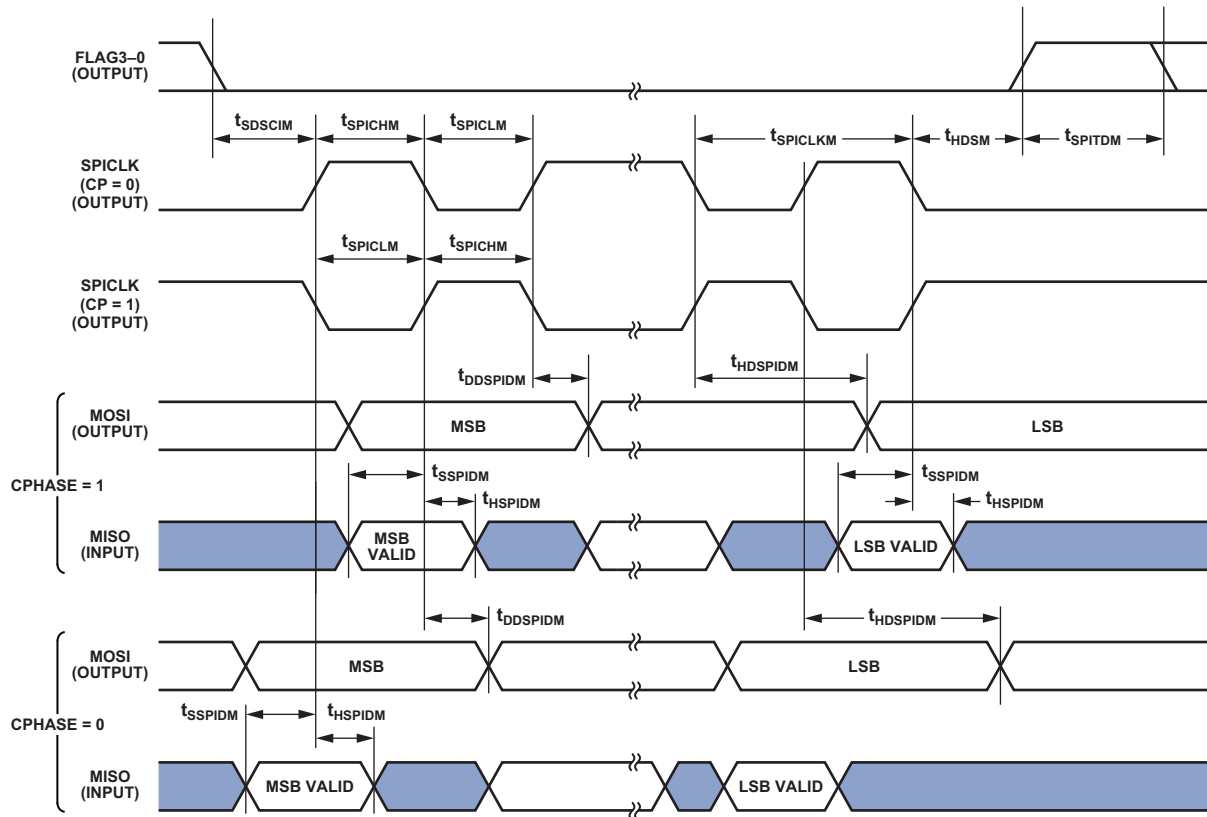 FLAG3–0
(OUTPUT)
tSDSCIM
tSPICHM
tSPICLM
tSPICLKM
tHDSM
tSPITDM
SPICLK
(CP = 0)
(OUTPUT)
tSPICLM
tSPICHM
SPICLK
(CP = 1)
(OUTPUT)
tDDSPIDM
tHDSPIDM
CPHASE = 1
MOSI
(OUTPUT)
MSB
LSB
tSSPIDM
tSSPIDM
tHSPIDM
tHSPIDM
MISO
(INPUT)
MSB
VALID
LSB VALID
tDDSPIDM
tHDSPIDM
CPHASE = 0
MOSI
(OUTPUT)
MSB
LSB
tSSPIDM
tHSPIDM
MISO
(INPUT)
MSB VALID
LSB VALID